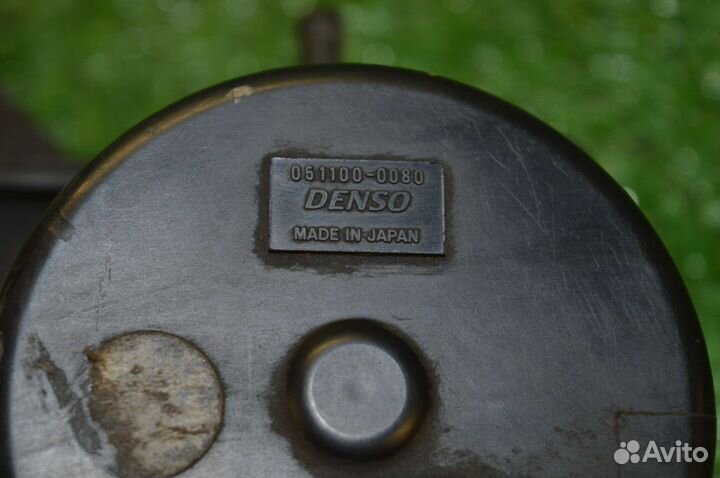 051100-0080
DENSO
MADE IN JAPAN
Avito